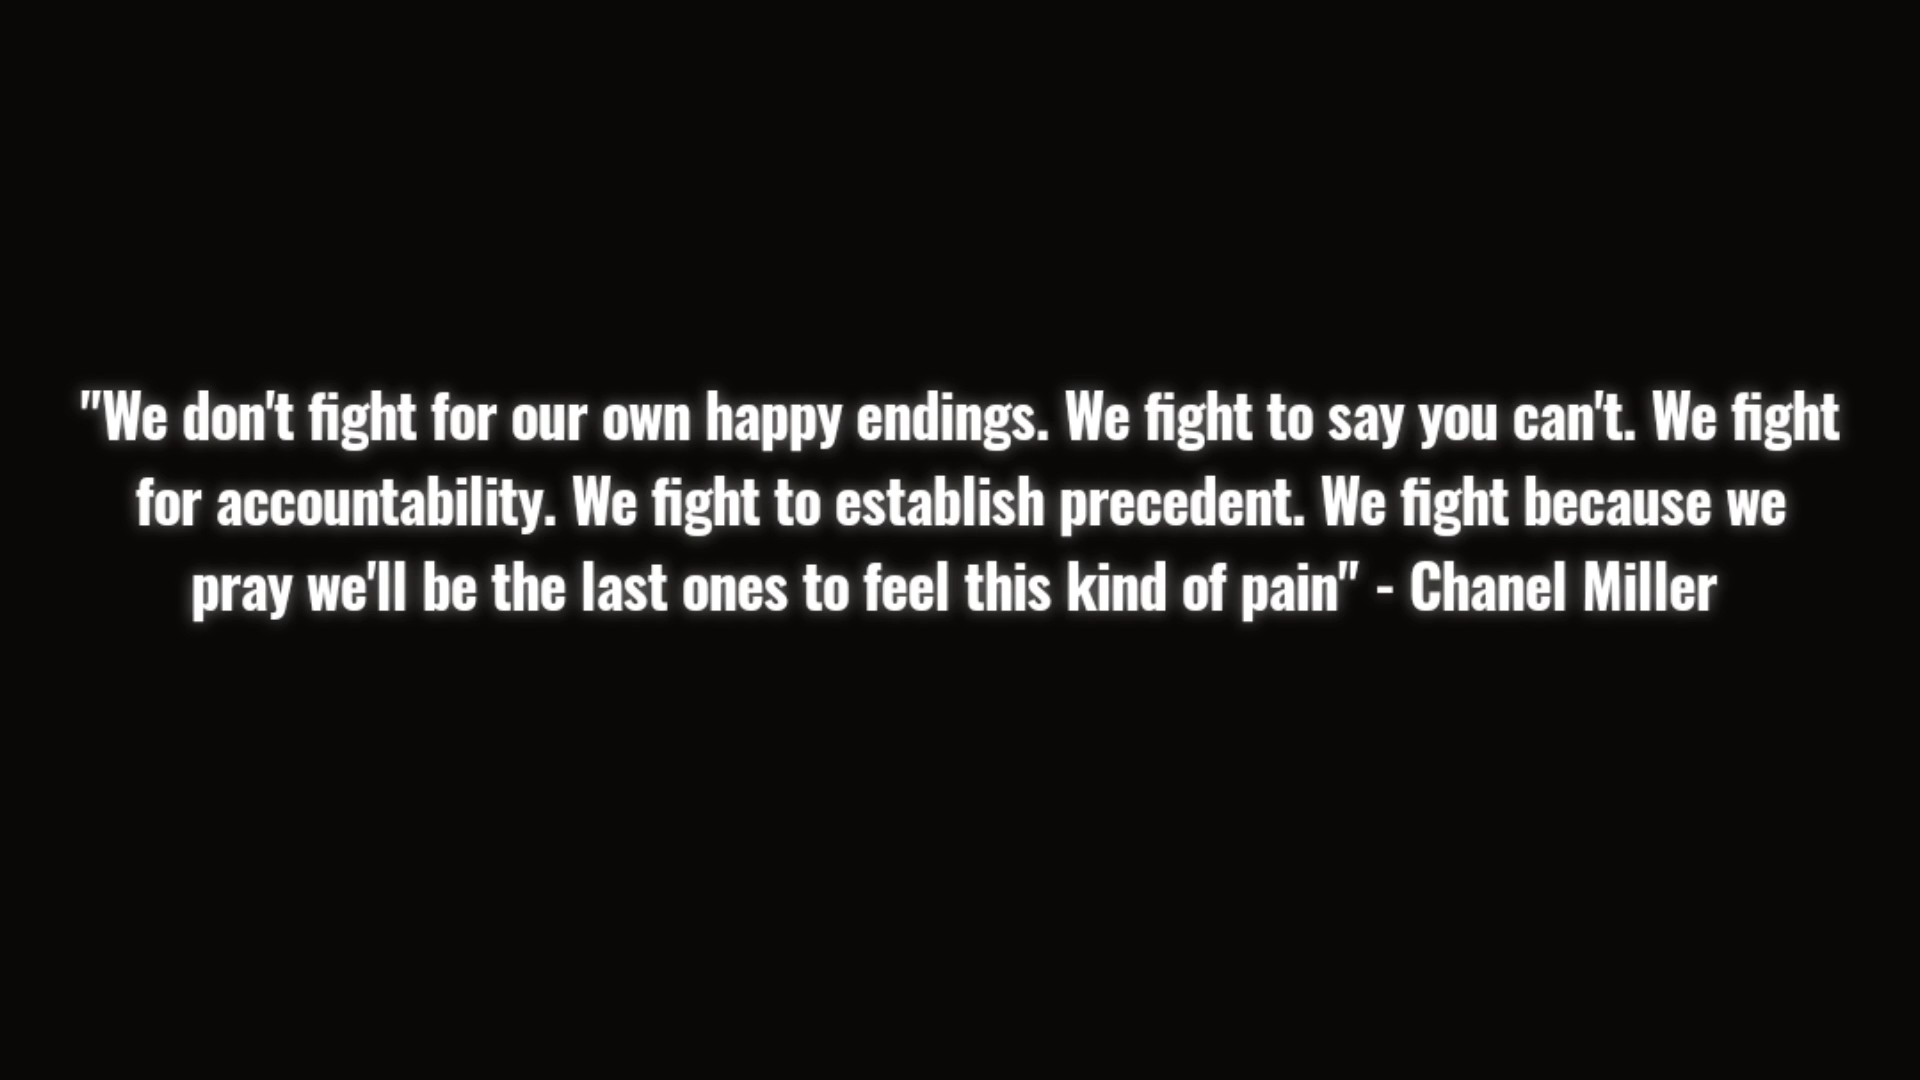 "We don't fight for our own happy endings. We fight to say you can't. We fight
for accountability. We fight to establish precedent. We fight because we
pray we'll be the last ones to feel this kind of pain" - Chanel Miller